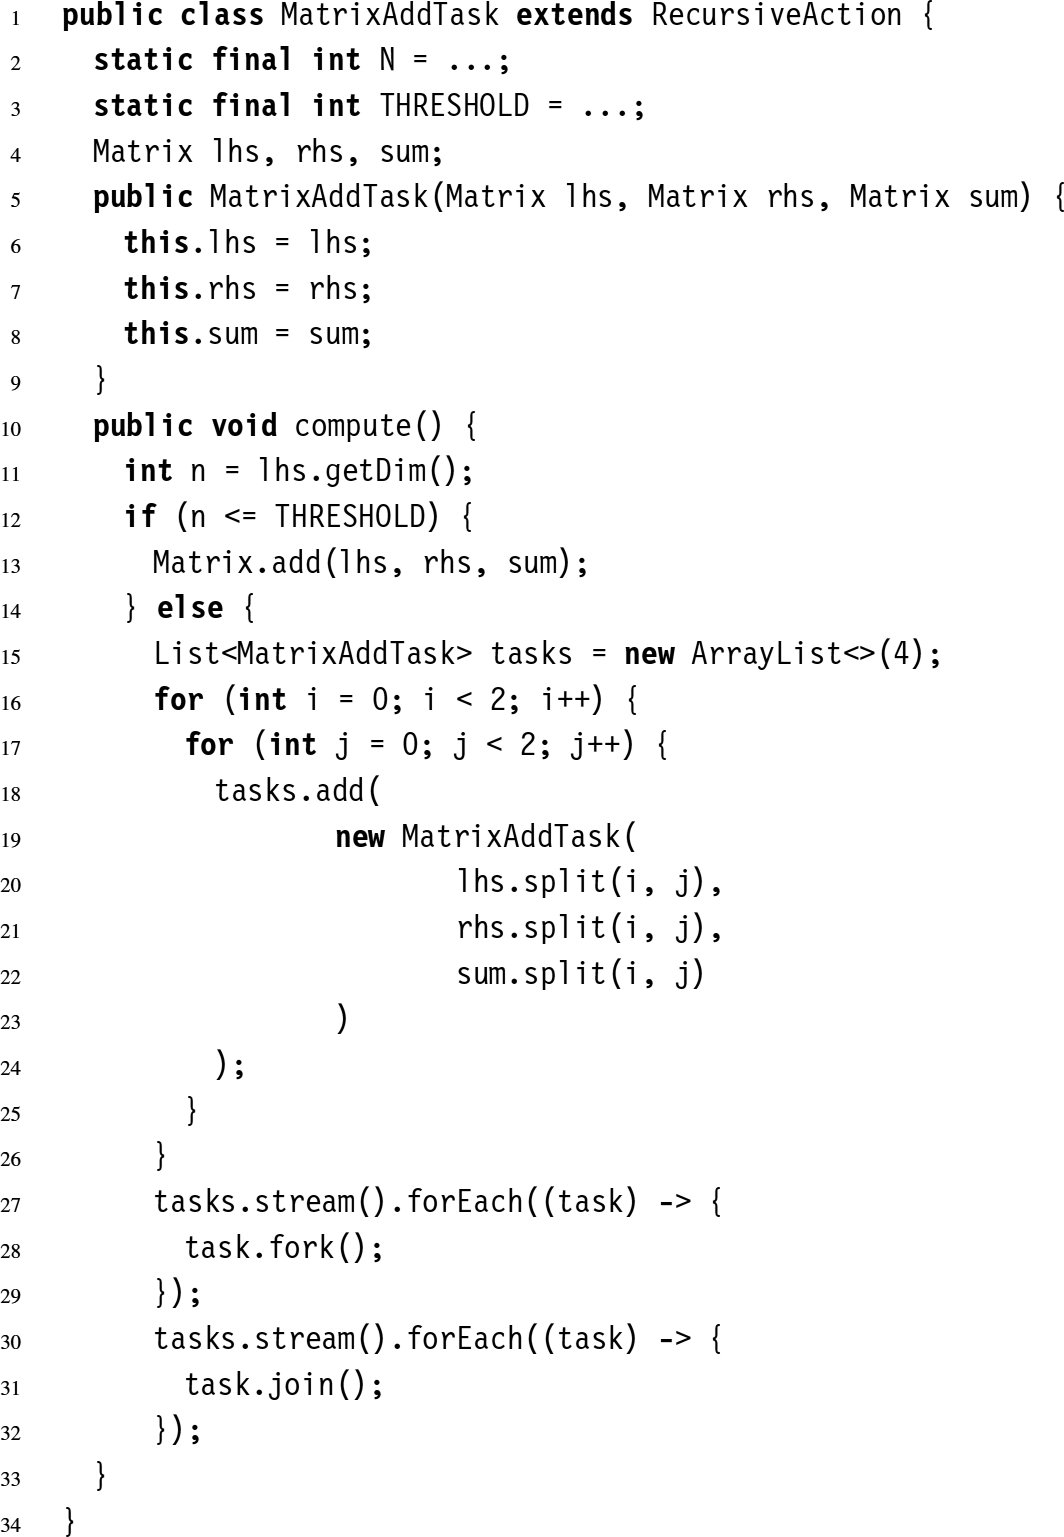 1 public class MatrixAddTask extends RecursiveAction {
2 static final int N = ...;
3 static final int THRESHOLD = ...;
4 Matrix lhs, rhs, sum;
5 public MatrixAddTask(Matrix lhs, Matrix rhs, Matrix sum) {
6 this.lhs = lhs;
7 this.rhs = rhs;
8 this.sum = sum;
9 }
10 public void compute() {
11 int n = lhs.getDim();
12 if (n <= THRESHOLD) {
13 Matrix.add(lhs, rhs, sum);
14 } else {
15 List<MatrixAddTask> tasks = new ArrayList<>(4);
16 for (int i = 0; i < 2; i++) {
17 for (int j = 0; j < 2; j++) {
18 tasks.add(
19 new MatrixAddTask(
20 lhs.split(i, j),
21 rhs.split(i, j),
22 sum.split(i, j)
23 )
24 );
25 }
26 }
27 tasks.stream().forEach((task) -> {
28 task.fork();
29 });
30 tasks.stream().forEach((task) -> {
31 task.join();
32 });
33 }
34 }